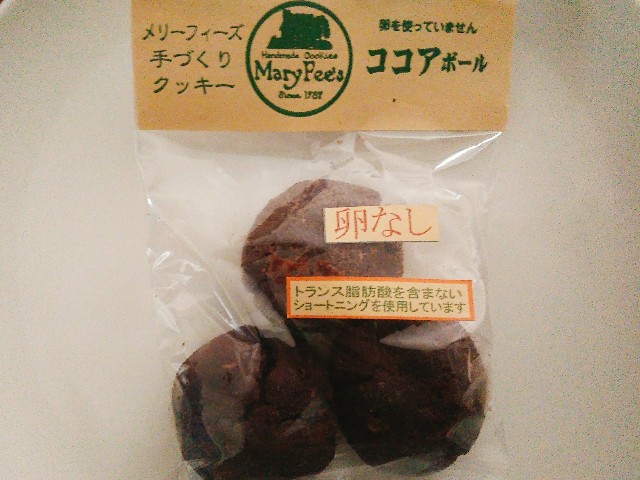 メリーフィーズ
手づくり
クッキー
Handmade Cookies
Mary Fee's
Since 1787
卵を使っていません
ココアボール
卵なし
トランス脂肪酸を含まない
ショートニングを使用しています